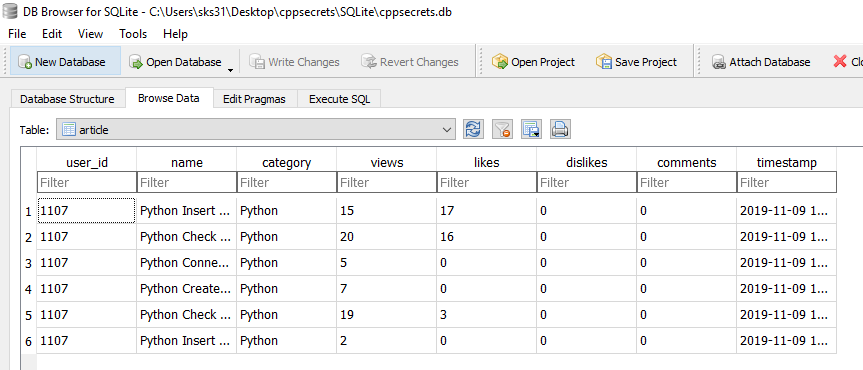 DB Browser for SQLite - C:\Users\sks31\Desktop\cppsecrets\SQLite\cppsecrets.db
File Edit View Tools Help
New Database Open Database Write Changes Revert Changes Open Project Save Project Attach Database Clo
Database Structure Browse Data Edit Pragmas Execute SQL
Table: article
user_id name category views likes dislikes comments timestamp
Filter Filter Filter Filter Filter Filter Filter Filter
1 1107 Python Insert ... Python 15 17 0 0 2019-11-09 1...
2 1107 Python Check ... Python 20 16 0 0 2019-11-09 1...
3 1107 Python Conne... Python 5 0 0 0 2019-11-09 1...
4 1107 Python Create... Python 7 0 0 0 2019-11-09 1...
5 1107 Python Check ... Python 19 3 0 0 2019-11-09 1...
6 1107 Python Insert ... Python 2 0 0 0 2019-11-09 1...